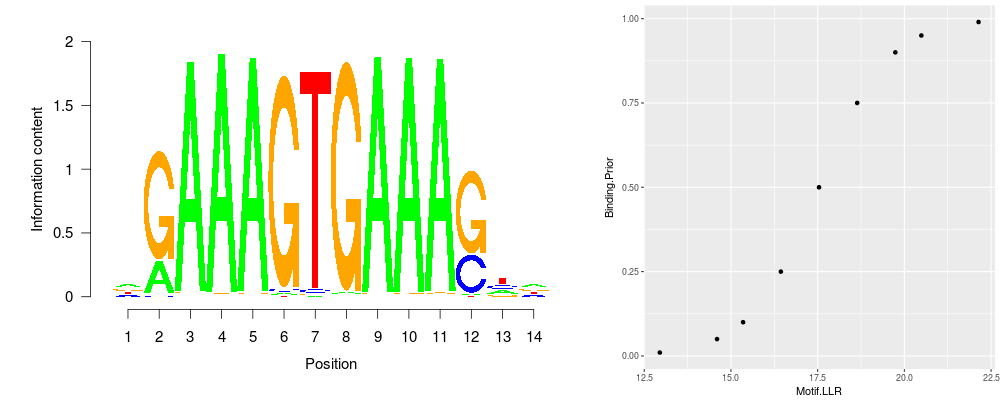 2
1.5
1
0.5
0
Information content
G
A
A
A
A
G
T
G
A
A
A
G
C
1 2 3 4 5 6 7 8 9 10 11 12 13 14
Position
1.00
0.75
0.50
0.25
0.00
Binding.Prior
12.5 15.0 17.5 20.0 22.5
Motif.LLR